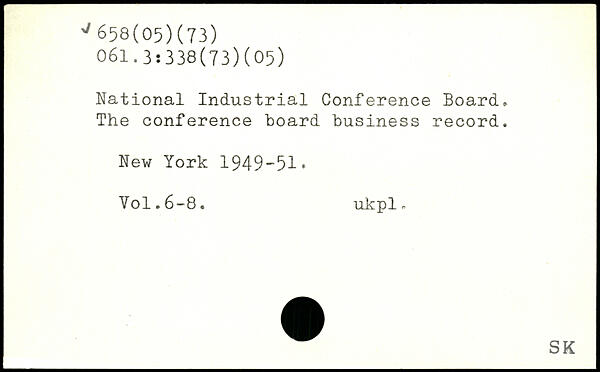 ✓ 658(05)(73)
061.3:338(73)(05)
National Industrial Conference Board.
The conference board business record.
New York 1949-51.
Vol.6-8. ukpl.
SK